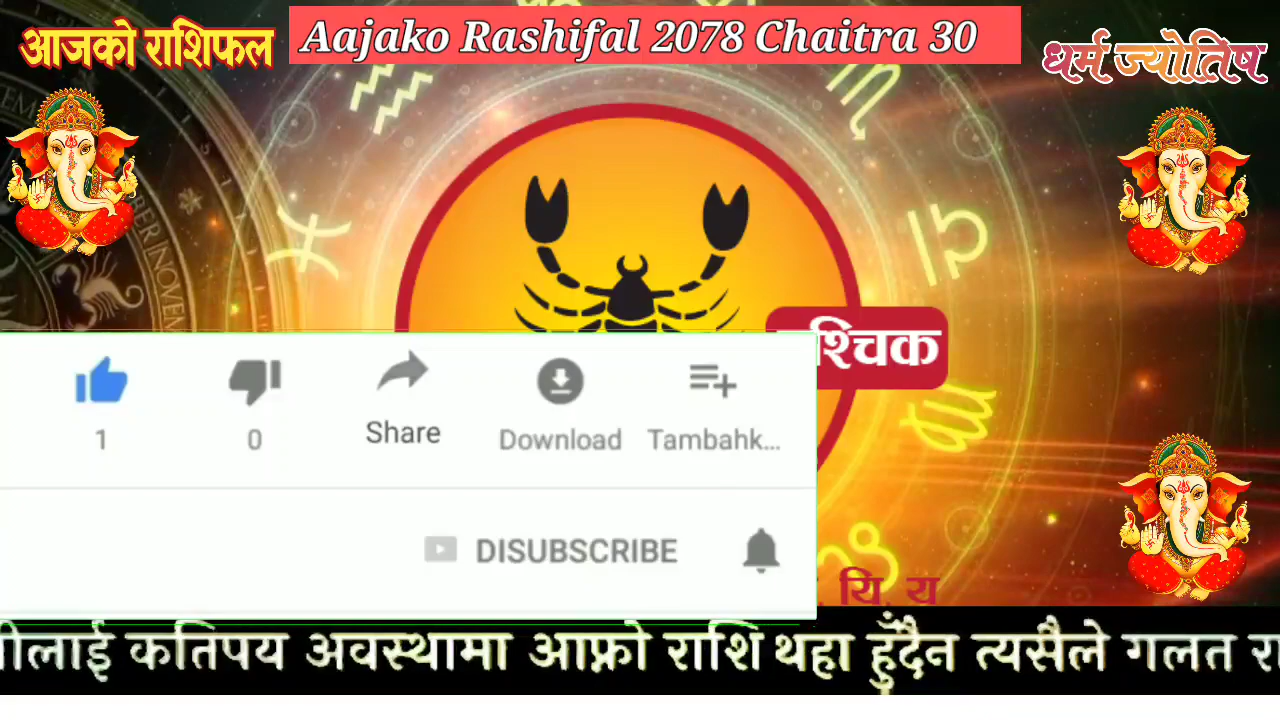 आजको राशिफल
Aajako Rashifal 2078 Chaitra 30
धर्म ज्योतिष
1
0
Share
Download
Tambahk...
DISUBSCRIBE
यि, य
कतिपय अवस्थामा आफ्नो राशि थहा हुँदैन त्यसैले गलत